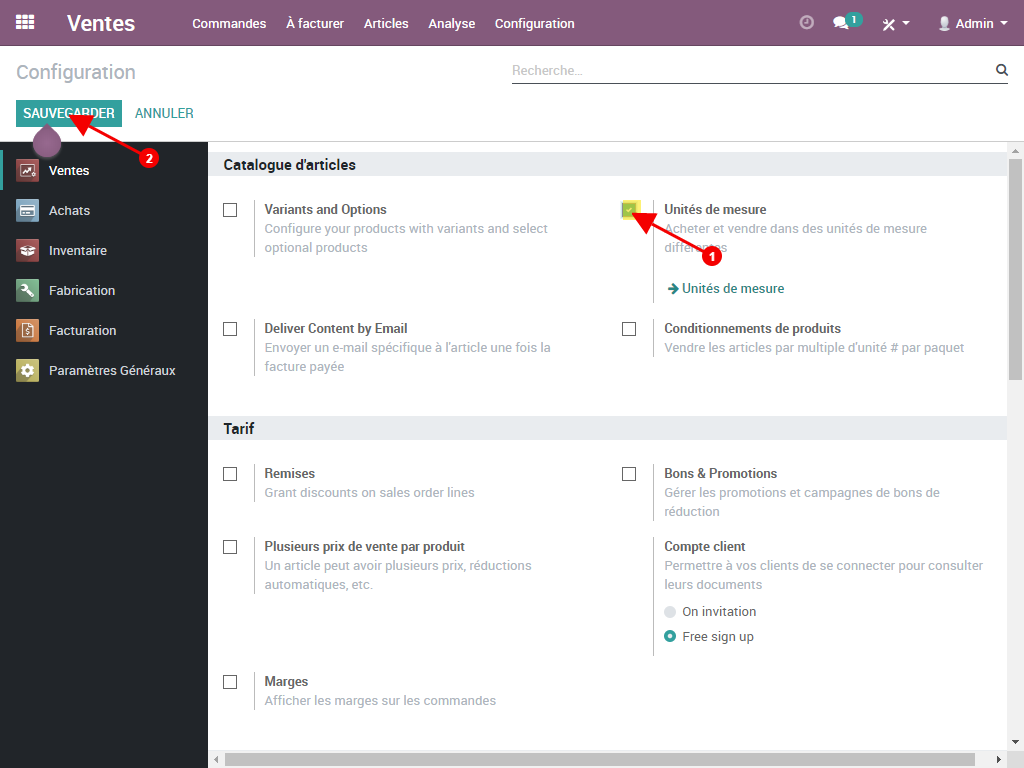 Ventes Commandes À facturer Articles Analyse Configuration 1 Admin
Configuration Recherche...
SAUVEGARDER ANNULER
2
Ventes
Achats
Inventaire
Fabrication
Facturation
Paramètres Généraux
Catalogue d'articles
Variants and Options
Configure your products with variants and select
optional products
Unités de mesure
Acheter et vendre dans des unités de mesure
différentes
1
Unités de mesure
Deliver Content by Email
Envoyer un e-mail spécifique à l'article une fois la
facture payée
Conditionnements de produits
Vendre les articles par multiple d'unité # par paquet
Tarif
Remises
Grant discounts on sales order lines
Bons & Promotions
Gérer les promotions et campagnes de bons de
réduction
Plusieurs prix de vente par produit
Un article peut avoir plusieurs prix, réductions
automatiques, etc.
Compte client
Permettre à vos clients de se connecter pour consulter
leurs documents
On invitation
Free sign up
Marges
Afficher les marges sur les commandes